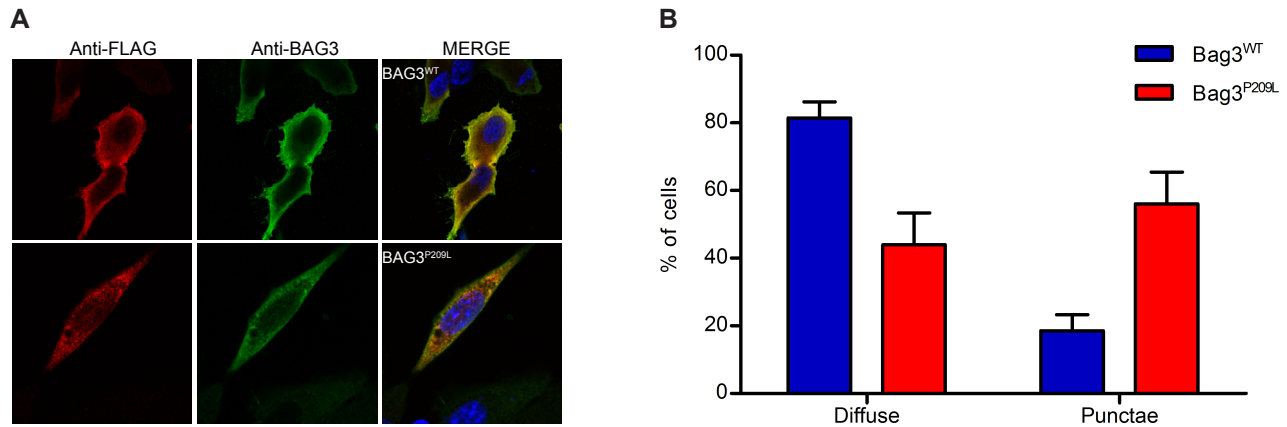 A
Anti-FLAG Anti-BAG3 MERGE
BAG3WT
BAG3P209L
B
% of cells
100
80
60
40
20
0
Diffuse Punctae
Bag3WT
Bag3P209L